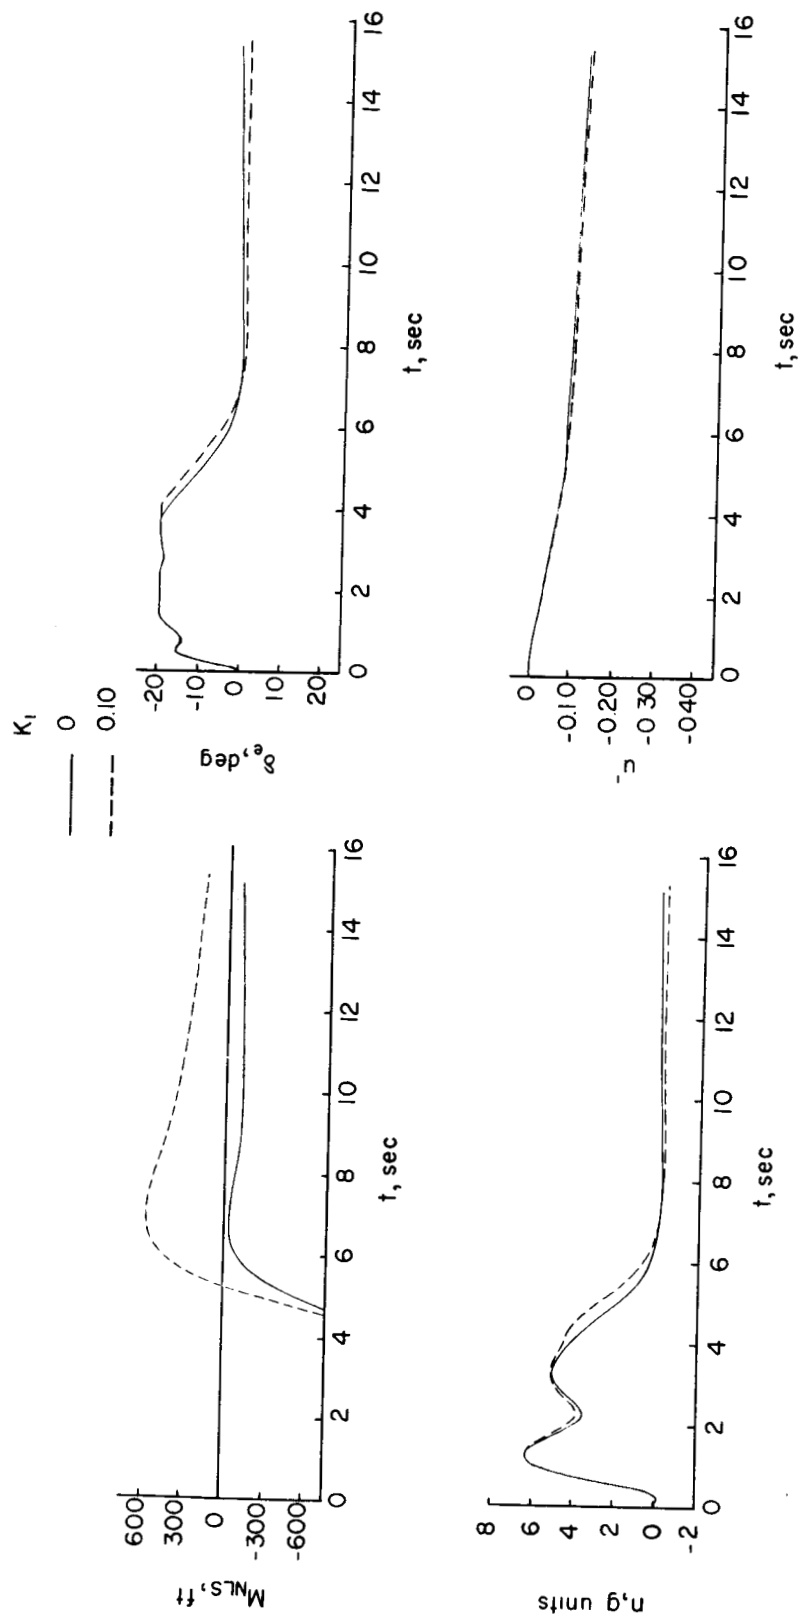 K₁
0
0.10
M_NLS, ft
600
300
0
-300
-600
0 2 4 6 8 10 12 14 16
t, sec
δₑ, deg
-20
-10
0
10
20
0 2 4 6 8 10 12 14 16
t, sec
n, g units
8
6
4
2
0
-2
0 2 4 6 8 10 12 14 16
t, sec
u'
0
-0.10
-0.20
-0.30
-0.40
0 2 4 6 8 10 12 14 16
t, sec